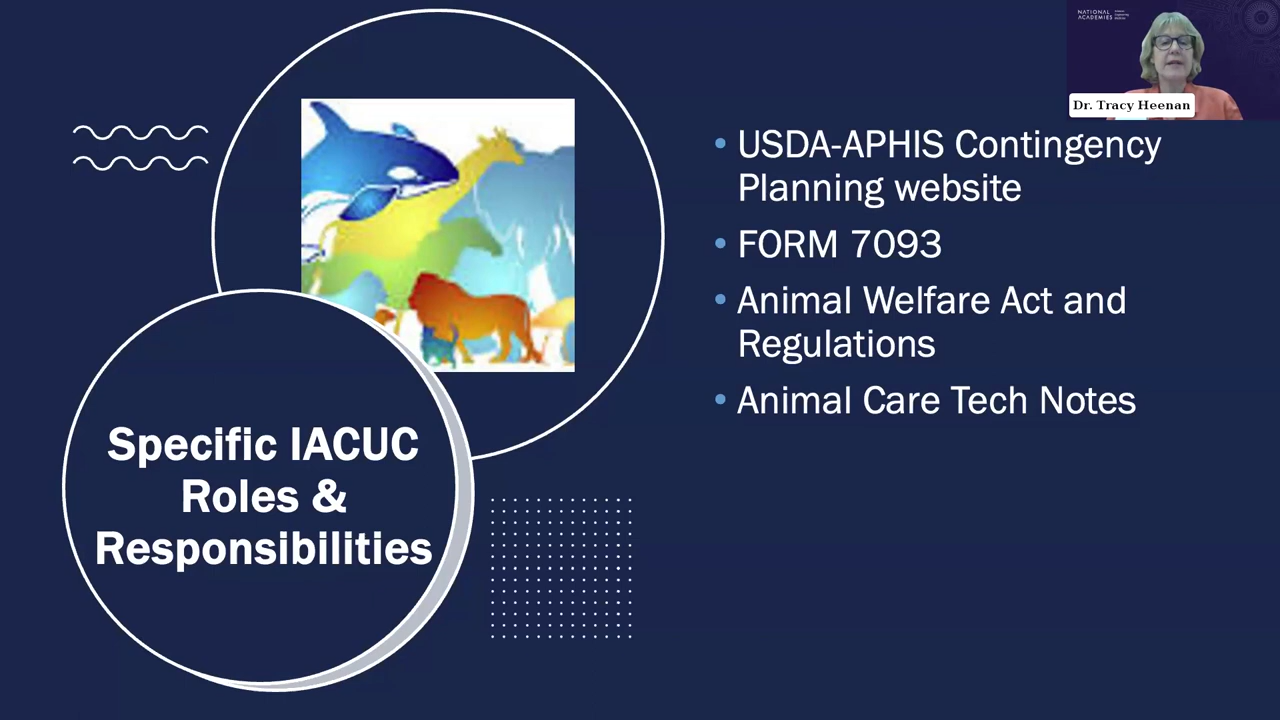 NATIONAL
ACADEMIES
Dr. Tracy Heenan
• USDA-APHIS Contingency
Planning website
• FORM 7093
• Animal Welfare Act and
Regulations
• Animal Care Tech Notes
Specific IACUC
Roles &
Responsibilities